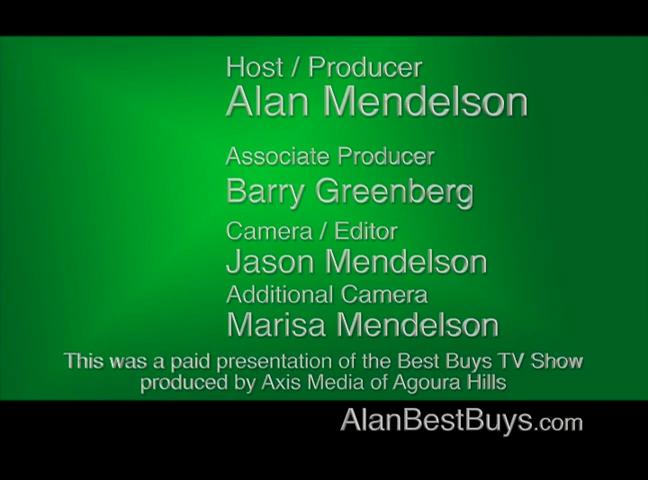 Host / Producer
Alan Mendelson
Associate Producer
Barry Greenberg
Camera / Editor
Jason Mendelson
Additional Camera
Marisa Mendelson
This was a paid presentation of the Best Buys TV Show
produced by Axis Media of Agoura Hills
AlanBestBuys.com